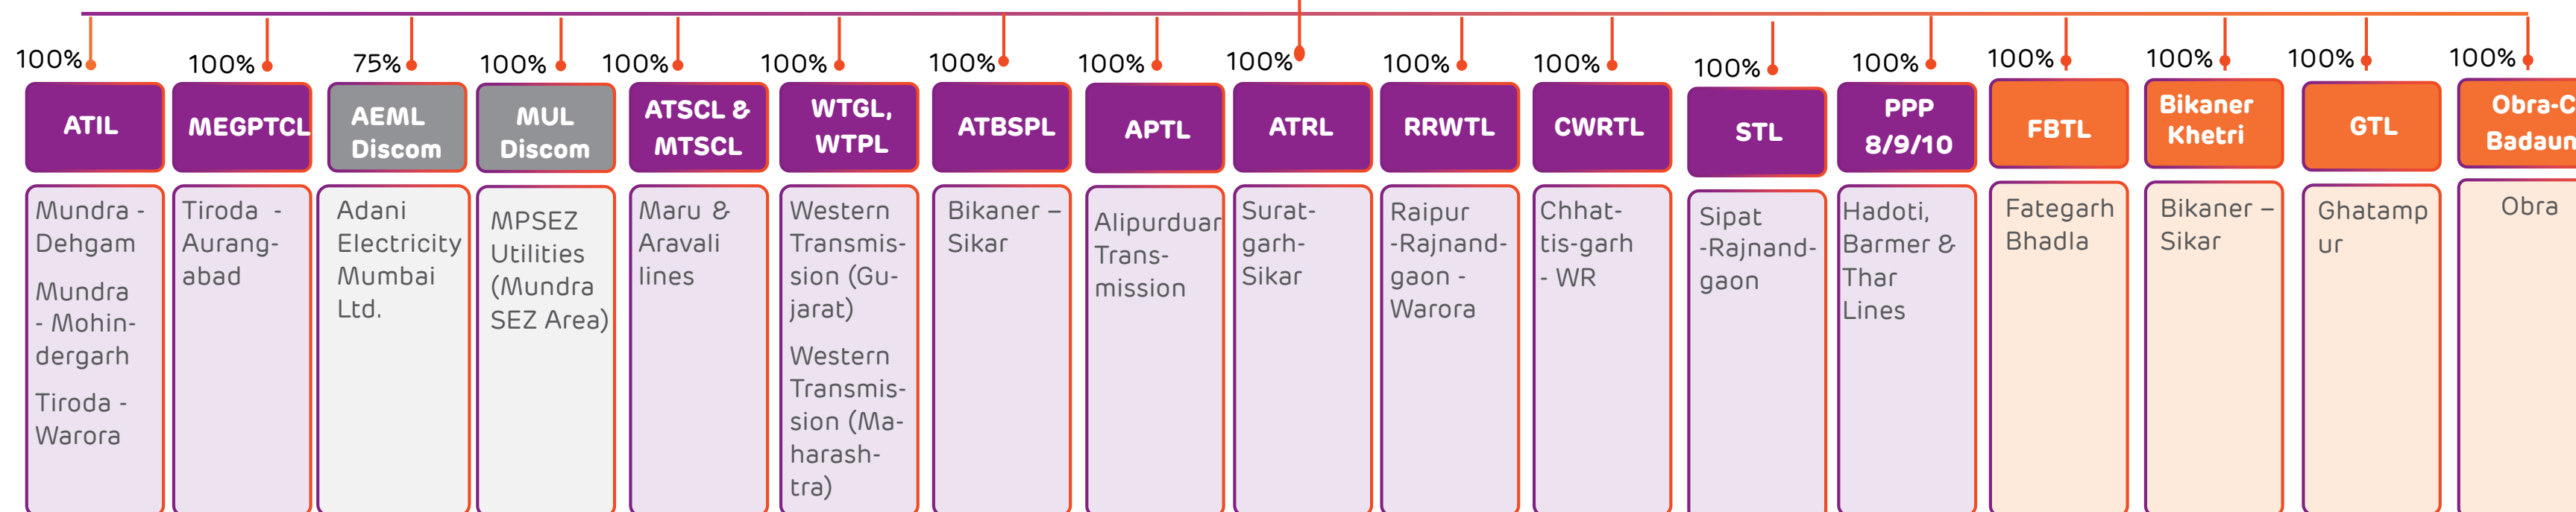 100%
ATIL
Mundra -
Dehgam
Mundra
- Mohin-
dergarh
Tiroda -
Warora
100%
MEGPTCL
Tiroda -
Aurang-
abad
75%
AEML
Discom
Adani
Electricity
Mumbai
Ltd.
100%
MUL
Discom
MPSEZ
Utilities
(Mundra
SEZ Area)
100%
ATSCL &
MTSCL
Maru &
Aravali
lines
100%
WTGL,
WTPL
Western
Transmis-
sion (Gu-
jarat)
Western
Transmis-
sion (Ma-
harash-
tra)
100%
ATBSPL
Bikaner –
Sikar
100%
APTL
Alipurduar
Trans-
mission
100%
ATRL
Surat-
garh-
Sikar
100%
RRWTL
Raipur
-Rajnand-
gaon -
Warora
100%
CWRTL
Chhat-
tis-garh
- WR
100%
STL
Sipat
-Rajnand-
gaon
100%
PPP
8/9/10
Hadoti,
Barmer &
Thar
Lines
100%
FBTL
Fategarh
Bhadla
100%
Bikaner
Khetri
Bikaner –
Sikar
100%
GTL
Ghatamp
ur
100%
Obra-C
Badaun
Obra